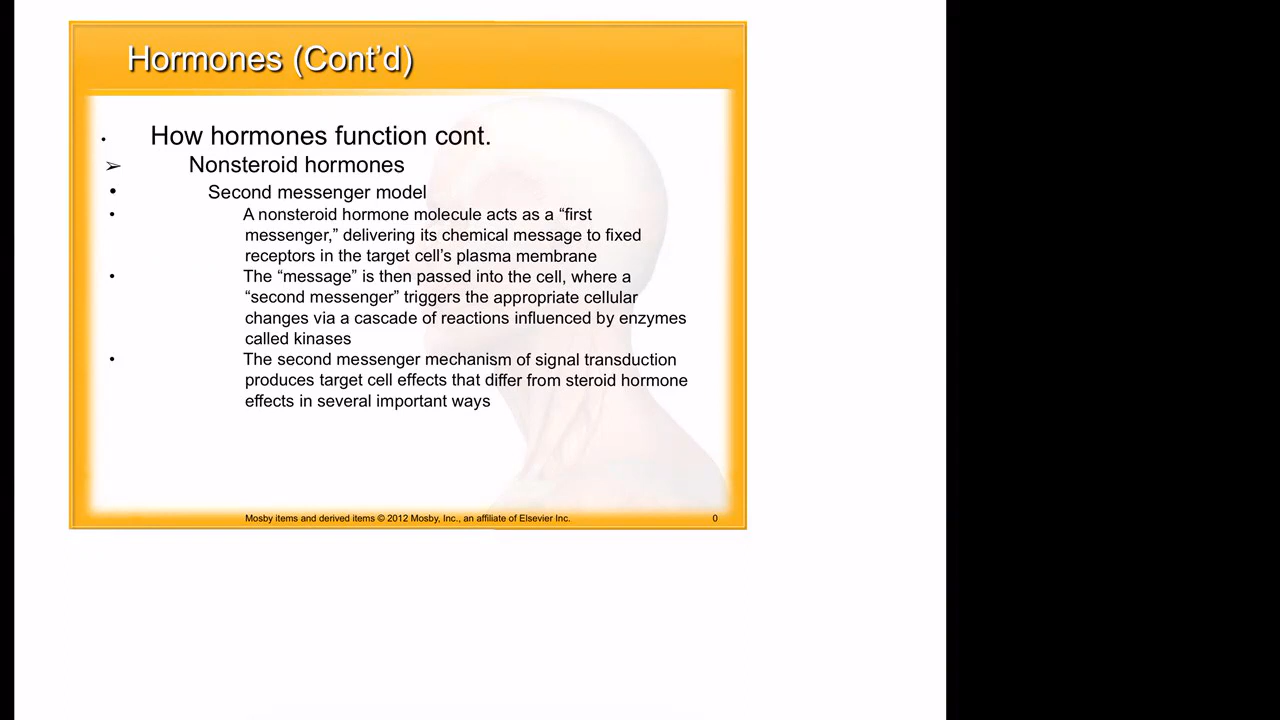 Hormones (Cont’d)
• How hormones function cont.
➢ Nonsteroid hormones
• Second messenger model
• A nonsteroid hormone molecule acts as a “first
messenger,” delivering its chemical message to fixed
receptors in the target cell’s plasma membrane
• The “message” is then passed into the cell, where a
“second messenger” triggers the appropriate cellular
changes via a cascade of reactions influenced by enzymes
called kinases
• The second messenger mechanism of signal transduction
produces target cell effects that differ from steroid hormone
effects in several important ways
Mosby items and derived items © 2012 Mosby, Inc., an affiliate of Elsevier Inc. 0